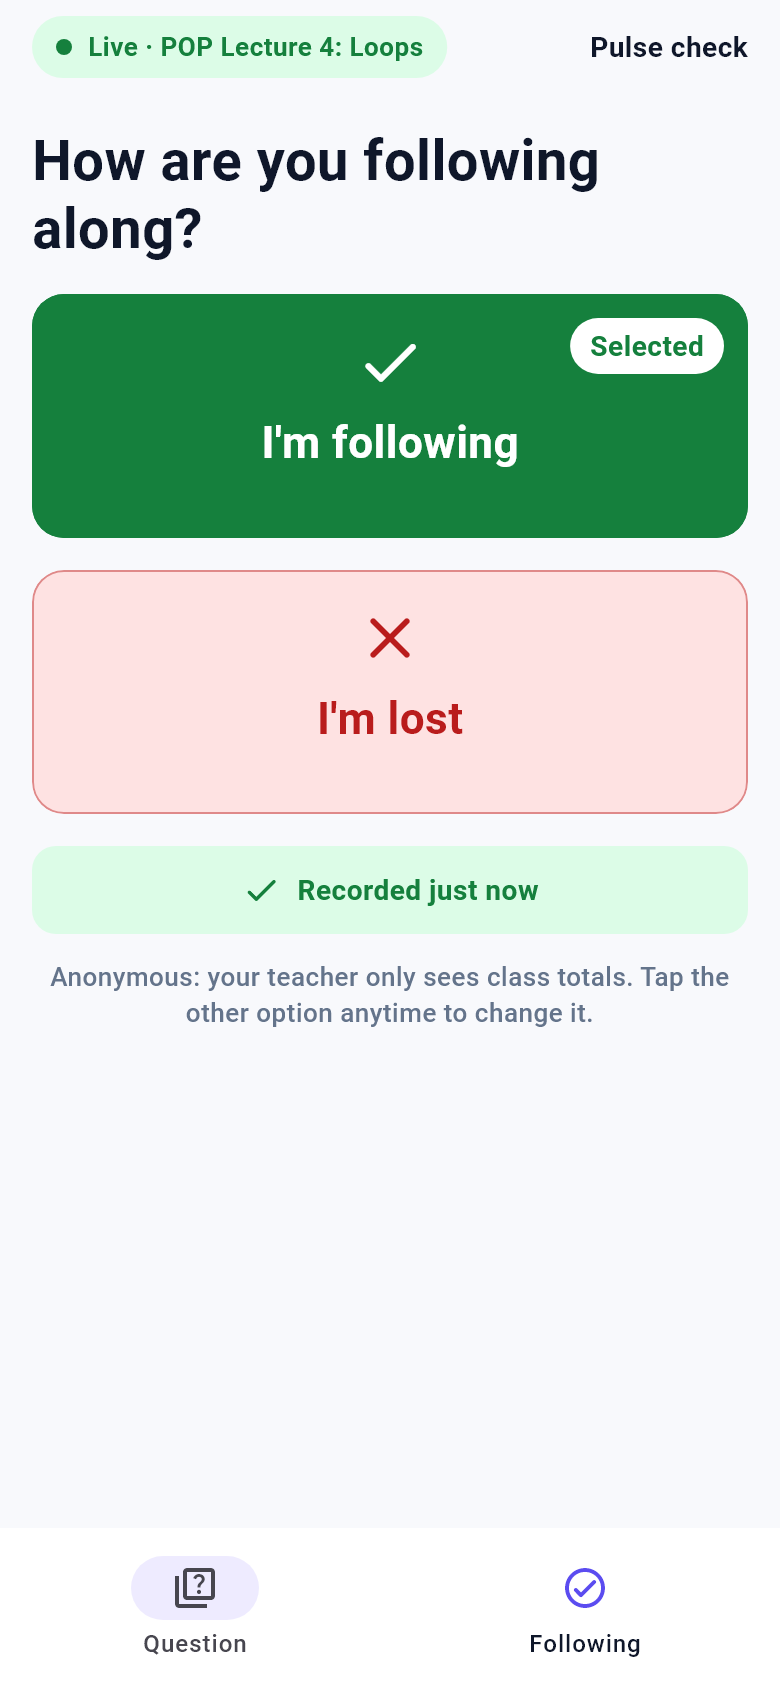 Live · POP Lecture 4: Loops
Pulse check
How are you following
along?
Selected
I'm following
I'm lost
Recorded just now
Anonymous: your teacher only sees class totals. Tap the
other option anytime to change it.
Question
Following